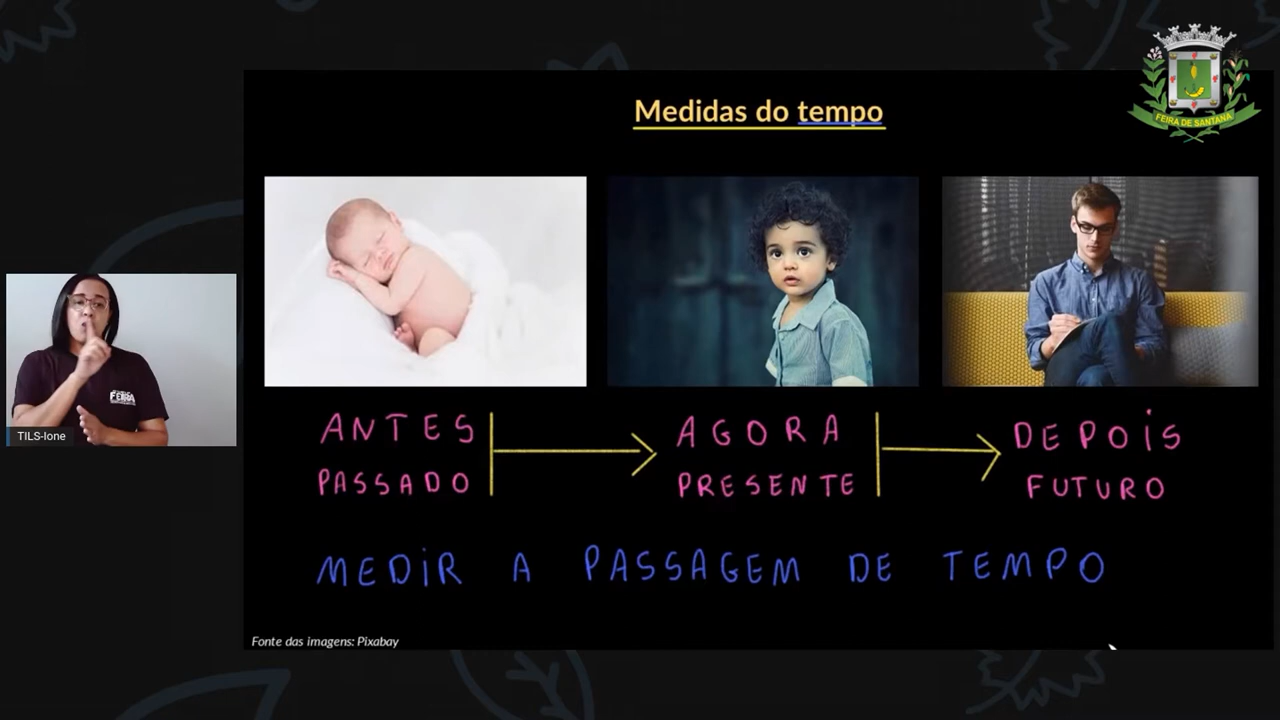 Medidas do tempo
FEIRA DE SANTANA
FEIRA
TILS-Ione
ANTES
AGORA
DEPOIS
PASSADO
PRESENTE
FUTURO
MEDIR A PASSAGEM DE TEMPO
Fonte das imagens: Pixabay